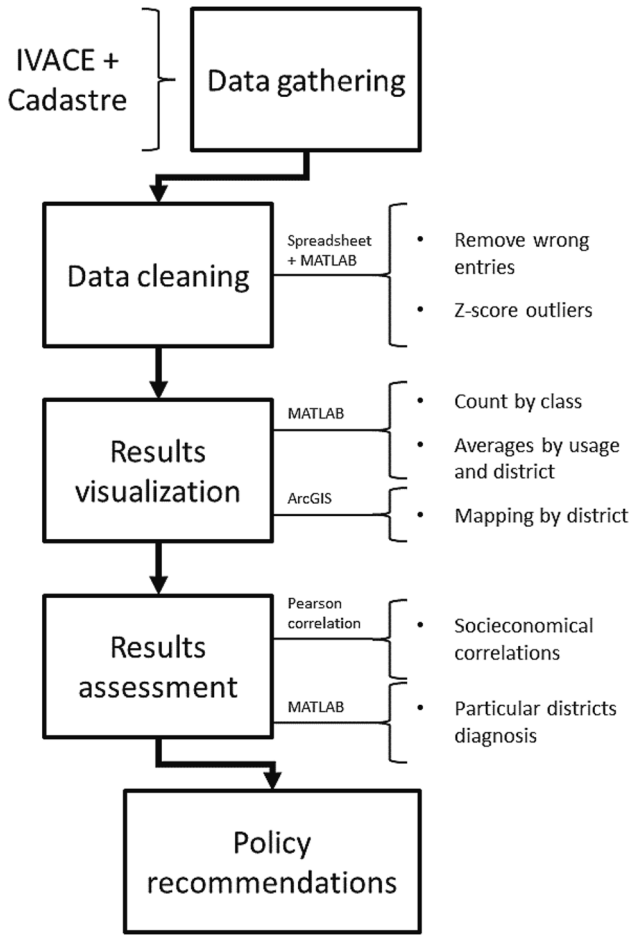 IVACE +
Cadastre
Data gathering
Data cleaning
Spreadsheet
+ MATLAB
• Remove wrong
entries
• Z-score outliers
Results
visualization
MATLAB
• Count by class
• Averages by usage
and district
ArcGIS
• Mapping by district
Results
assessment
Pearson
correlation
• Socieconomical
correlations
MATLAB
• Particular districts
diagnosis
Policy
recommendations